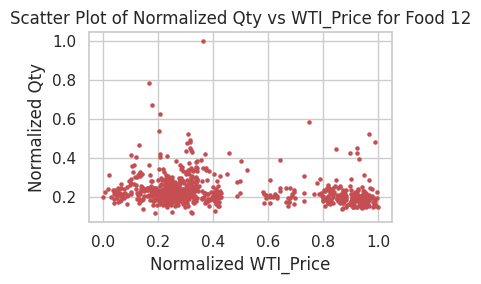 Scatter Plot of Normalized Qty vs WTI_Price for Food 12
1.0
0.8
0.6
0.4
0.2
Normalized Qty
0.0 0.2 0.4 0.6 0.8 1.0
Normalized WTI_Price